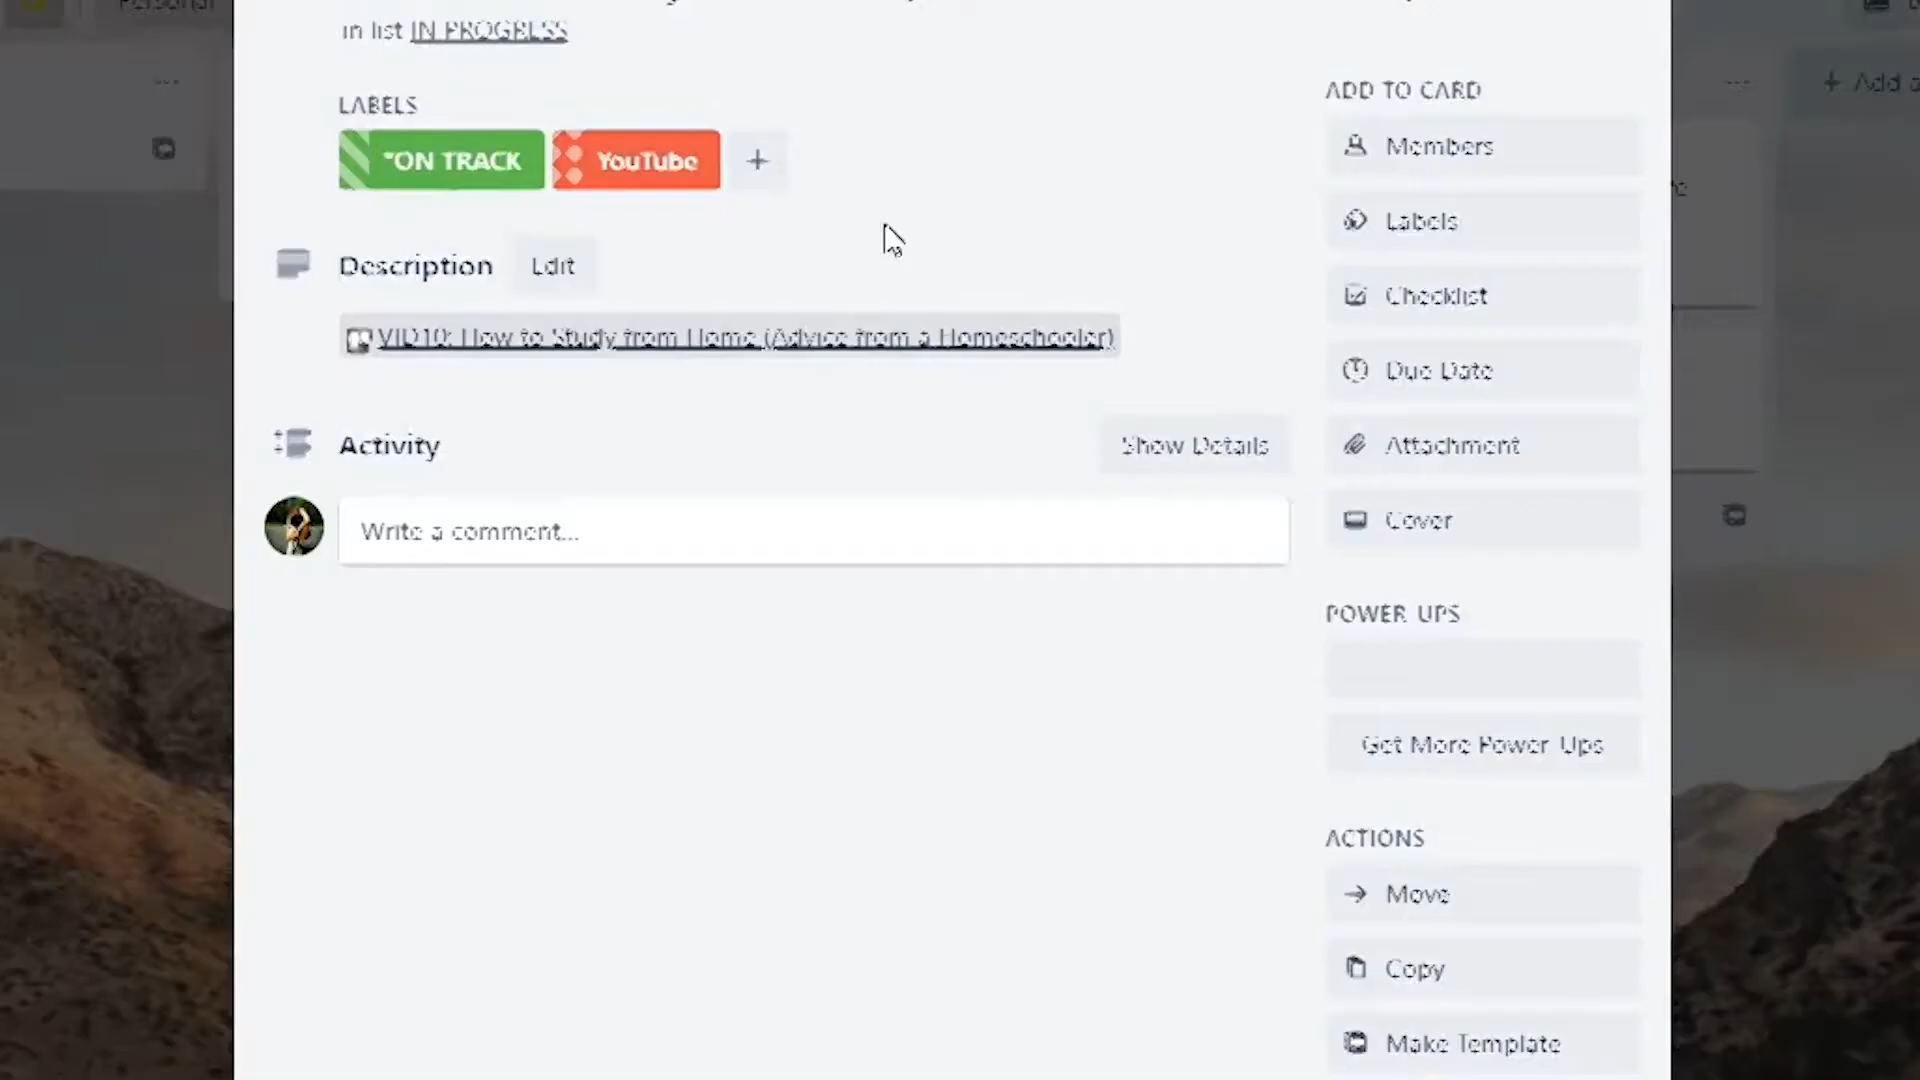 Personal
in list IN PROGRESS
LABELS
*ON TRACK
YouTube
+
Description
Edit
VID10: How to Study from Home (Advice from a Homeschooler)
Activity
Show Details
Write a comment...
ADD TO CARD
Members
Labels
Checklist
Due Date
Attachment
Cover
POWER UPS
Get More Power Ups
ACTIONS
Move
Copy
Make Template
+ Add a